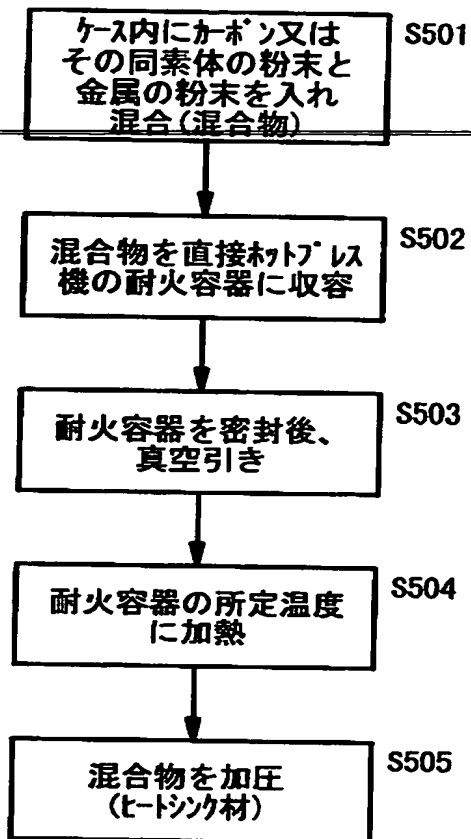 ケース内にカーボン又は
その同素体の粉末と
金属の粉末を入れ
混合(混合物)
S501
混合物を直接ホットプレス
機の耐火容器に収容
S502
耐火容器を密封後、
真空引き
S503
耐火容器の所定温度
に加熱
S504
混合物を加圧
(ヒートシンク材)
S505